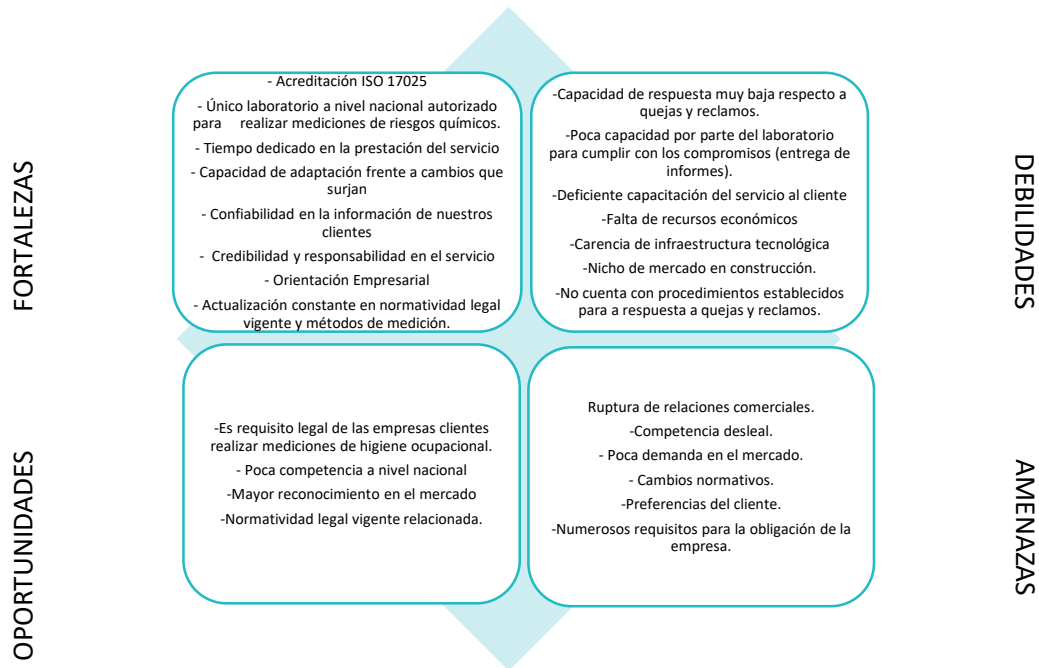 FORTALEZAS
- Acreditación ISO 17025
- Único laboratorio a nivel nacional autorizado
para realizar mediciones de riesgos químicos.
- Tiempo dedicado en la prestación del servicio
- Capacidad de adaptación frente a cambios que
surjan
- Confiabilidad en la información de nuestros
clientes
- Credibilidad y responsabilidad en el servicio
- Orientación Empresarial
- Actualización constante en normatividad legal
vigente y métodos de medición.
DEBILIDADES
-Capacidad de respuesta muy baja respecto a
quejas y reclamos.
-Poca capacidad por parte del laboratorio
para cumplir con los compromisos (entrega de
informes).
-Deficiente capacitación del servicio al cliente
-Falta de recursos económicos
-Carencia de infraestructura tecnológica
-Nicho de mercado en construcción.
-No cuenta con procedimientos establecidos
para a respuesta a quejas y reclamos.
OPORTUNIDADES
-Es requisito legal de las empresas clientes
realizar mediciones de higiene ocupacional.
- Poca competencia a nivel nacional
-Mayor reconocimiento en el mercado
-Normatividad legal vigente relacionada.
AMENAZAS
Ruptura de relaciones comerciales.
-Competencia desleal.
- Poca demanda en el mercado.
- Cambios normativos.
-Preferencias del cliente.
-Numerosos requisitos para la obligación de la
empresa.